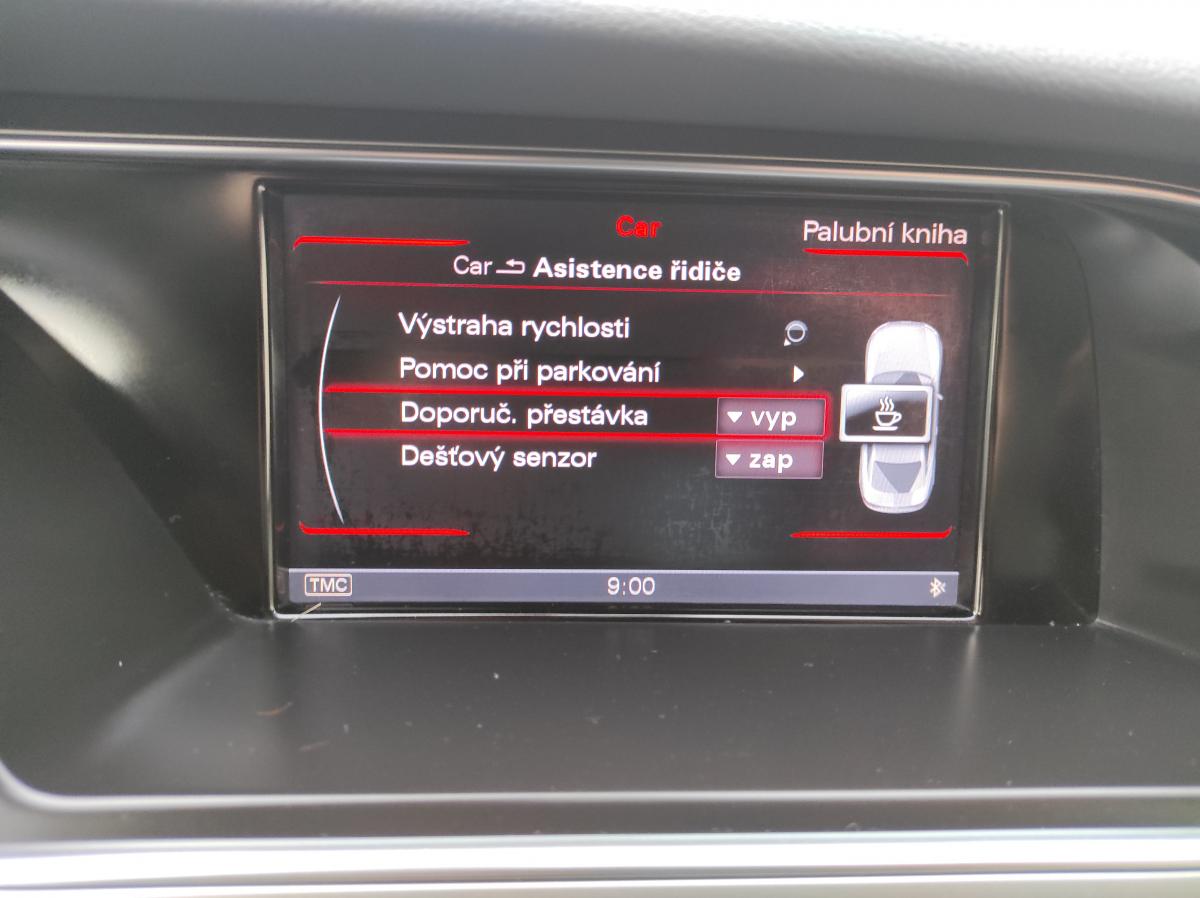 Car
Palubní kniha
Car Asistence řidiče
Výstraha rychlosti
Pomoc při parkování
Doporuč. přestávka vyp
Dešťový senzor zap
TMC 9:00